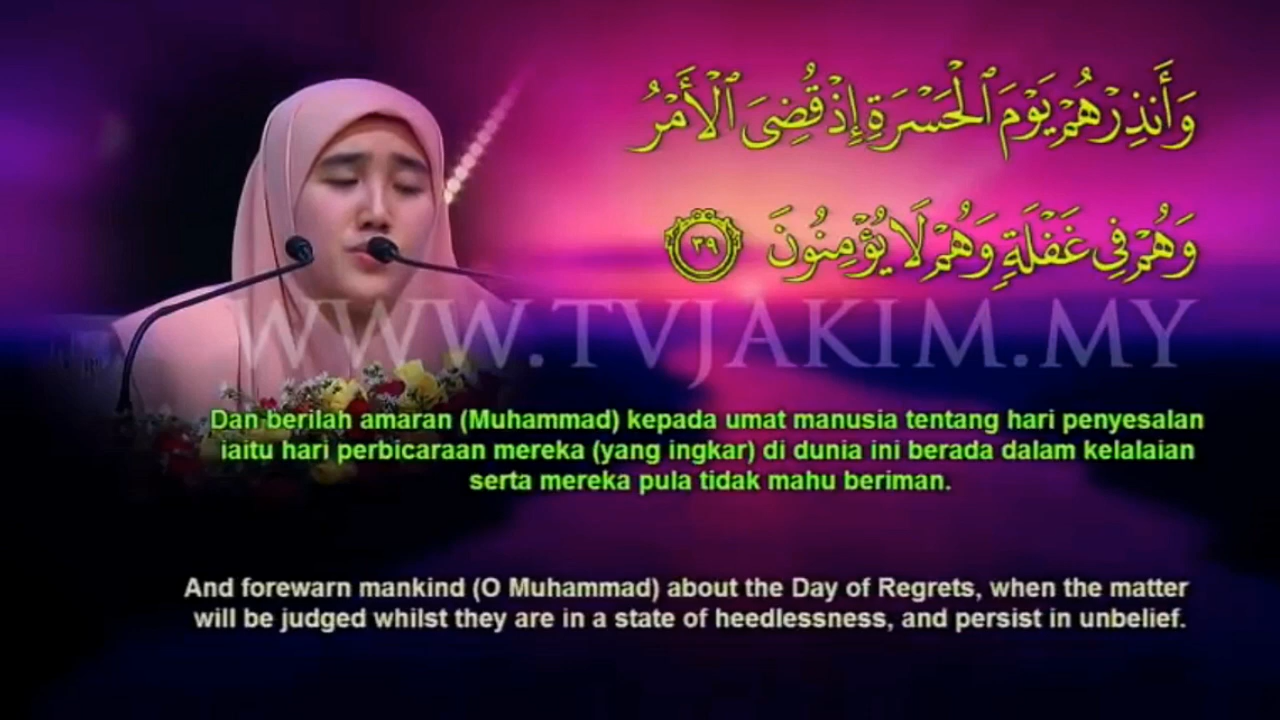 وَأَنذِرْهُمْ يَوْمَ ٱلْحَسْرَةِ إِذْ قُضِىَ ٱلْأَمْرُ
وَهُمْ فِى غَفْلَةٍ وَهُمْ لَا يُؤْمِنُونَ ٣٩
WWW.TVJAKIM.MY
Dan berilah amaran (Muhammad) kepada umat manusia tentang hari penyesalan
iaitu hari perbicaraan mereka (yang ingkar) di dunia ini berada dalam kelalaian
serta mereka pula tidak mahu beriman.
And forewarn mankind (O Muhammad) about the Day of Regrets, when the matter
will be judged whilst they are in a state of heedlessness, and persist in unbelief.